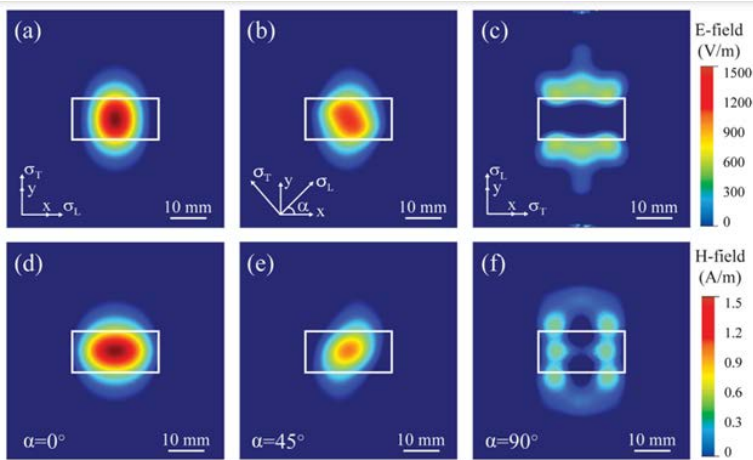 (a)
(b)
(c)
E-field
(V/m)
1500
1200
900
600
300
0
σT
y
x
σL
10 mm
σT
y
σL
α
x
10 mm
σL
y
x
σT
10 mm
(d)
(e)
(f)
H-field
(A/m)
1.5
1.2
0.9
0.6
0.3
0
α=0°
10 mm
α=45°
10 mm
α=90°
10 mm